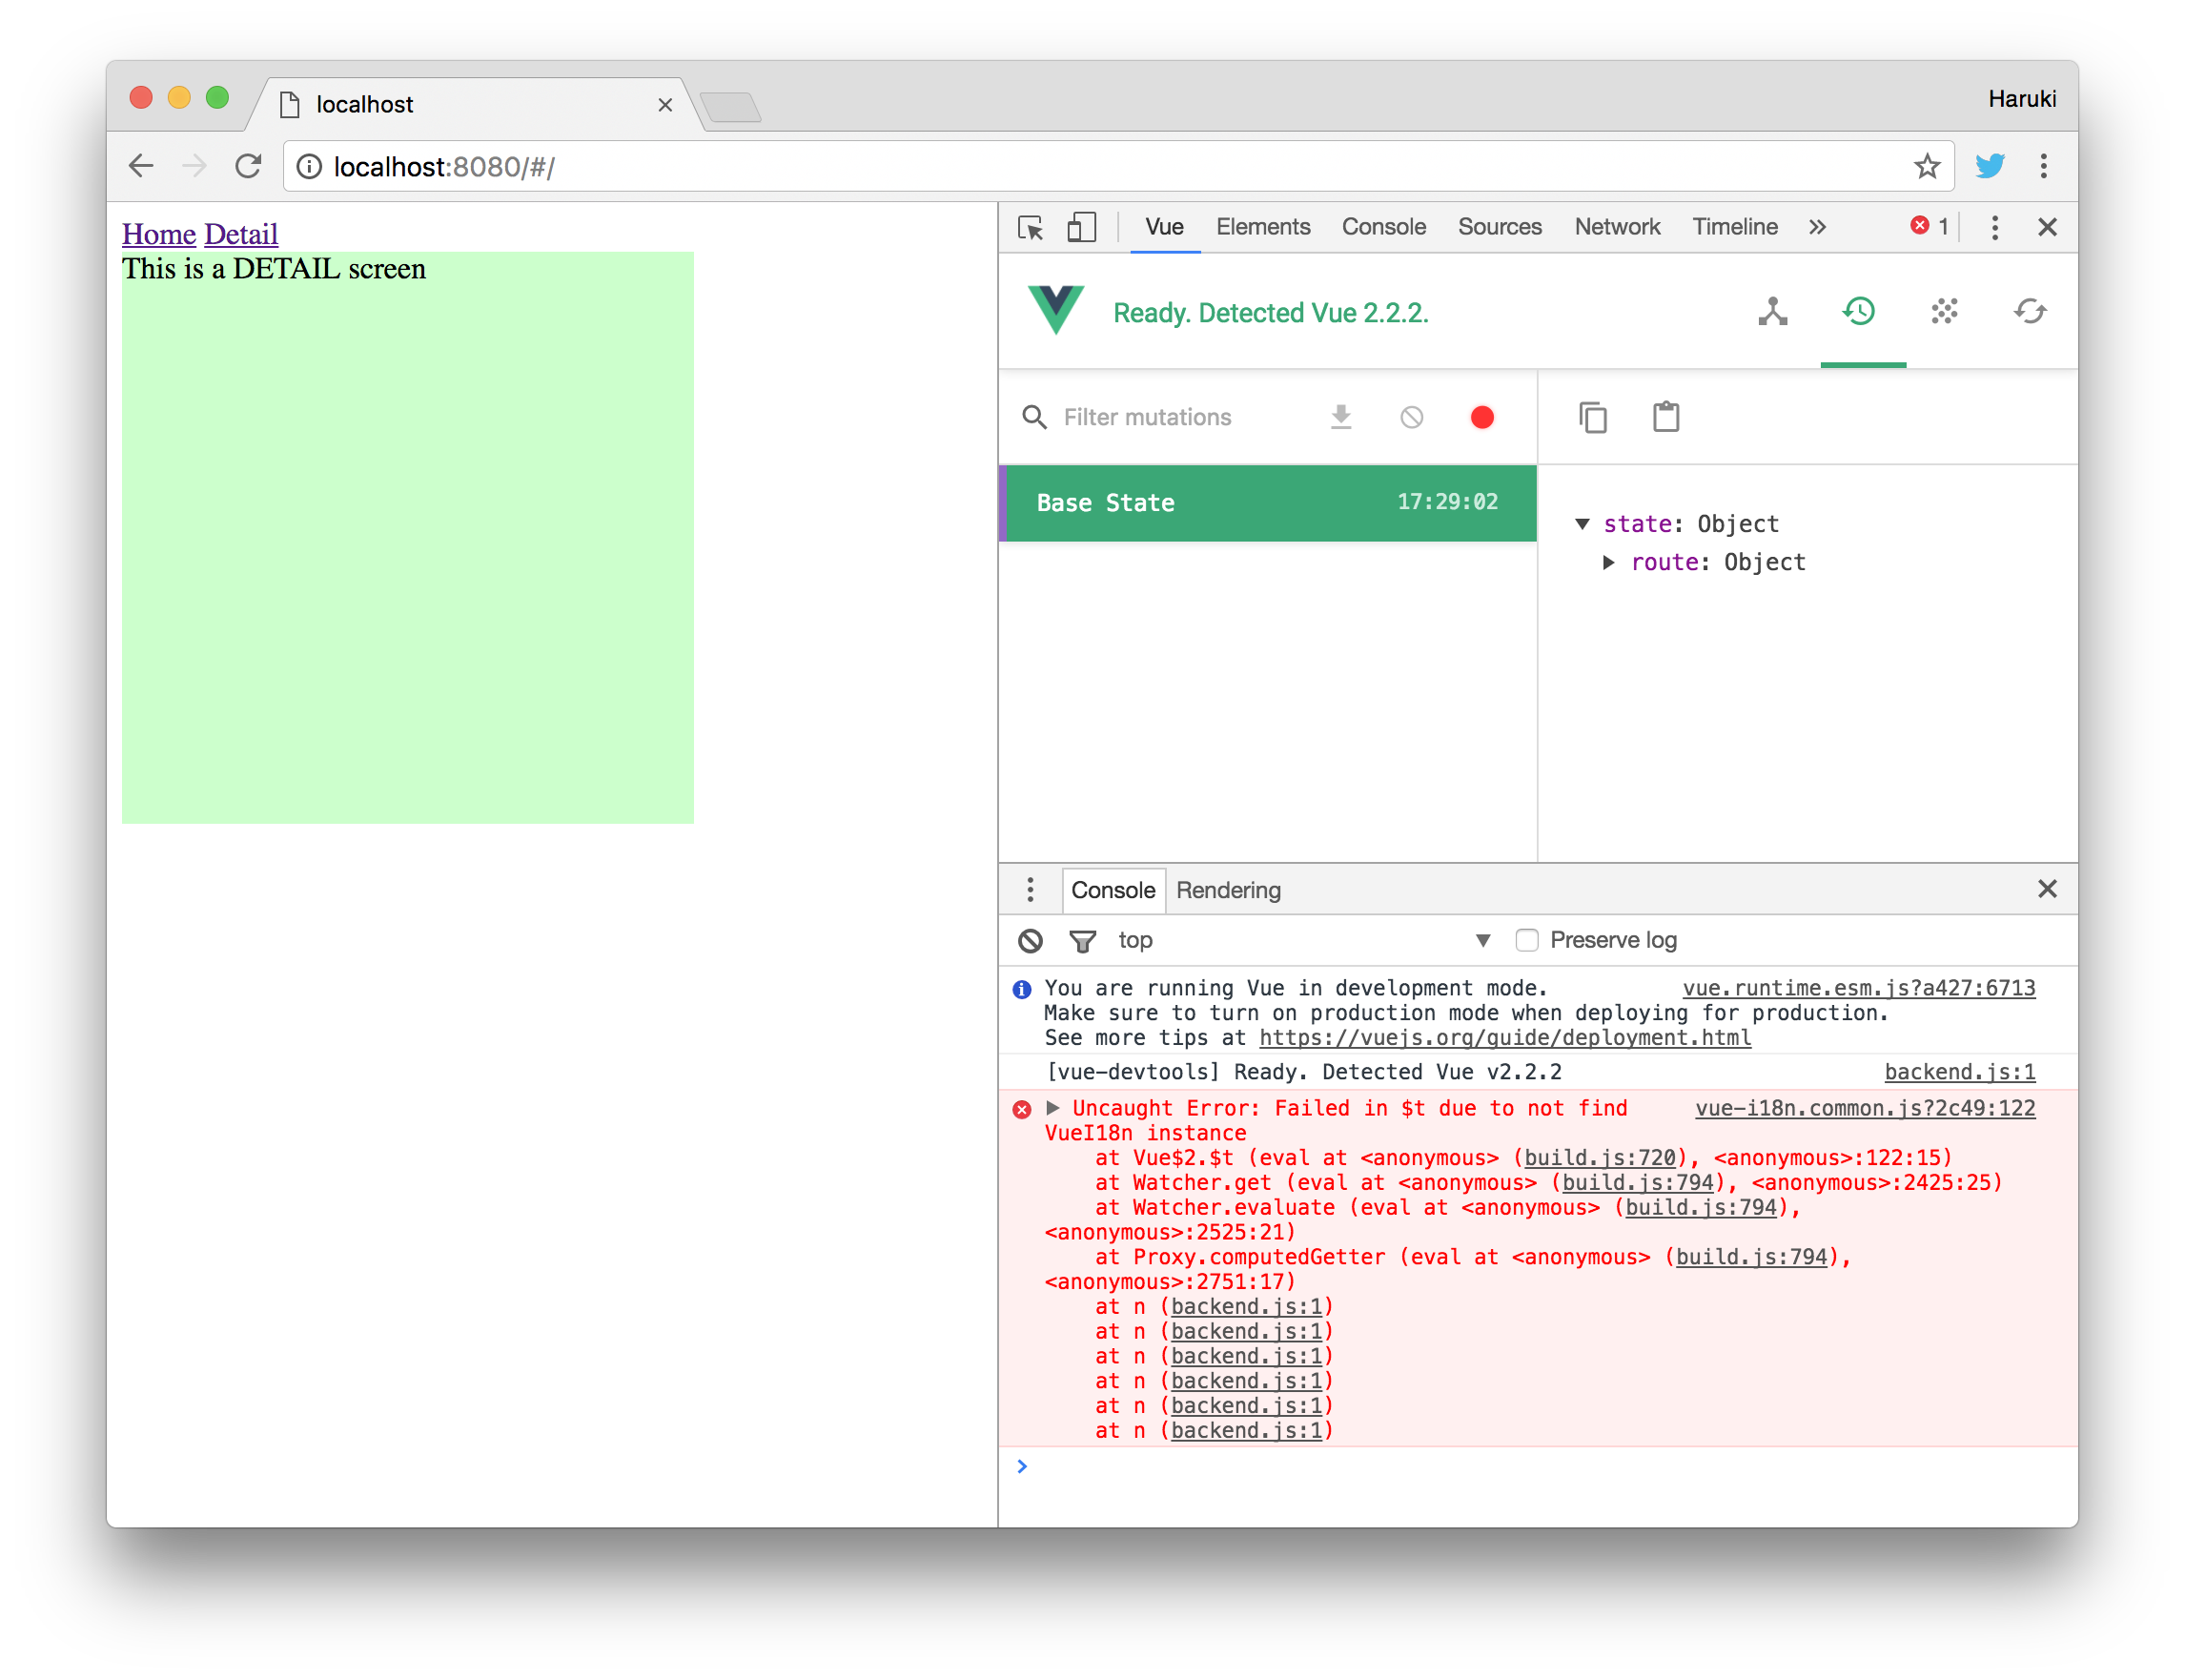 localhost
Haruki
localhost:8080/#/
Home Detail
This is a DETAIL screen
Vue Elements Console Sources Network Timeline 1
Ready. Detected Vue 2.2.2.
Filter mutations
Base State 17:29:02
state: Object
route: Object
Console Rendering
top Preserve log
You are running Vue in development mode. vue.runtime.esm.js?a427:6713
Make sure to turn on production mode when deploying for production.
See more tips at https://vuejs.org/guide/deployment.html
[vue-devtools] Ready. Detected Vue v2.2.2 backend.js:1
Uncaught Error: Failed in $t due to not find vue-i18n.common.js?2c49:122
VueI18n instance
at Vue$2.$t (eval at <anonymous> (build.js:720), <anonymous>:122:15)
at Watcher.get (eval at <anonymous> (build.js:794), <anonymous>:2425:25)
at Watcher.evaluate (eval at <anonymous> (build.js:794),
<anonymous>:2525:21)
at Proxy.computedGetter (eval at <anonymous> (build.js:794),
<anonymous>:2751:17)
at n (backend.js:1)
at n (backend.js:1)
at n (backend.js:1)
at n (backend.js:1)
at n (backend.js:1)
at n (backend.js:1)